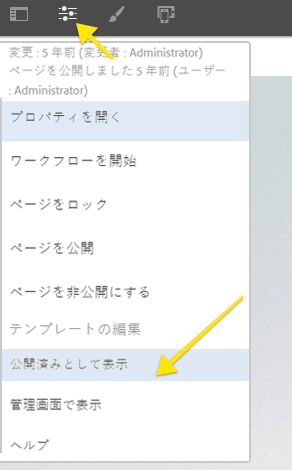 変更 : 5 年前 (変更者 : Administrator)
ページを公開しました 5 年前 (ユーザー
: Administrator)
プロパティを開く
ワークフローを開始
ページをロック
ページを公開
ページを非公開にする
テンプレートの編集
公開済みとして表示
管理画面で表示
ヘルプ